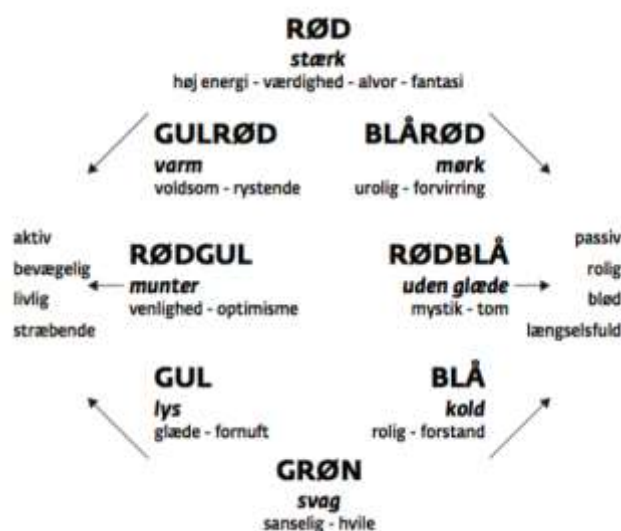 RØD
stærk
høj energi - værdighed - alvor - fantasi
GULRØD
varm
voldsom - rystende
BLÅRØD
mørk
urolig - forvirring
aktiv
bevægelig
livlig
stræbende
RØDGUL
munter
venlighed - optimisme
RØDBLÅ
uden glæde
mystik - tom
passiv
rolig
blød
længselsfuld
GUL
lys
glæde - fornuft
BLÅ
kold
rolig - forstand
GRØN
svag
sanselig - hvile